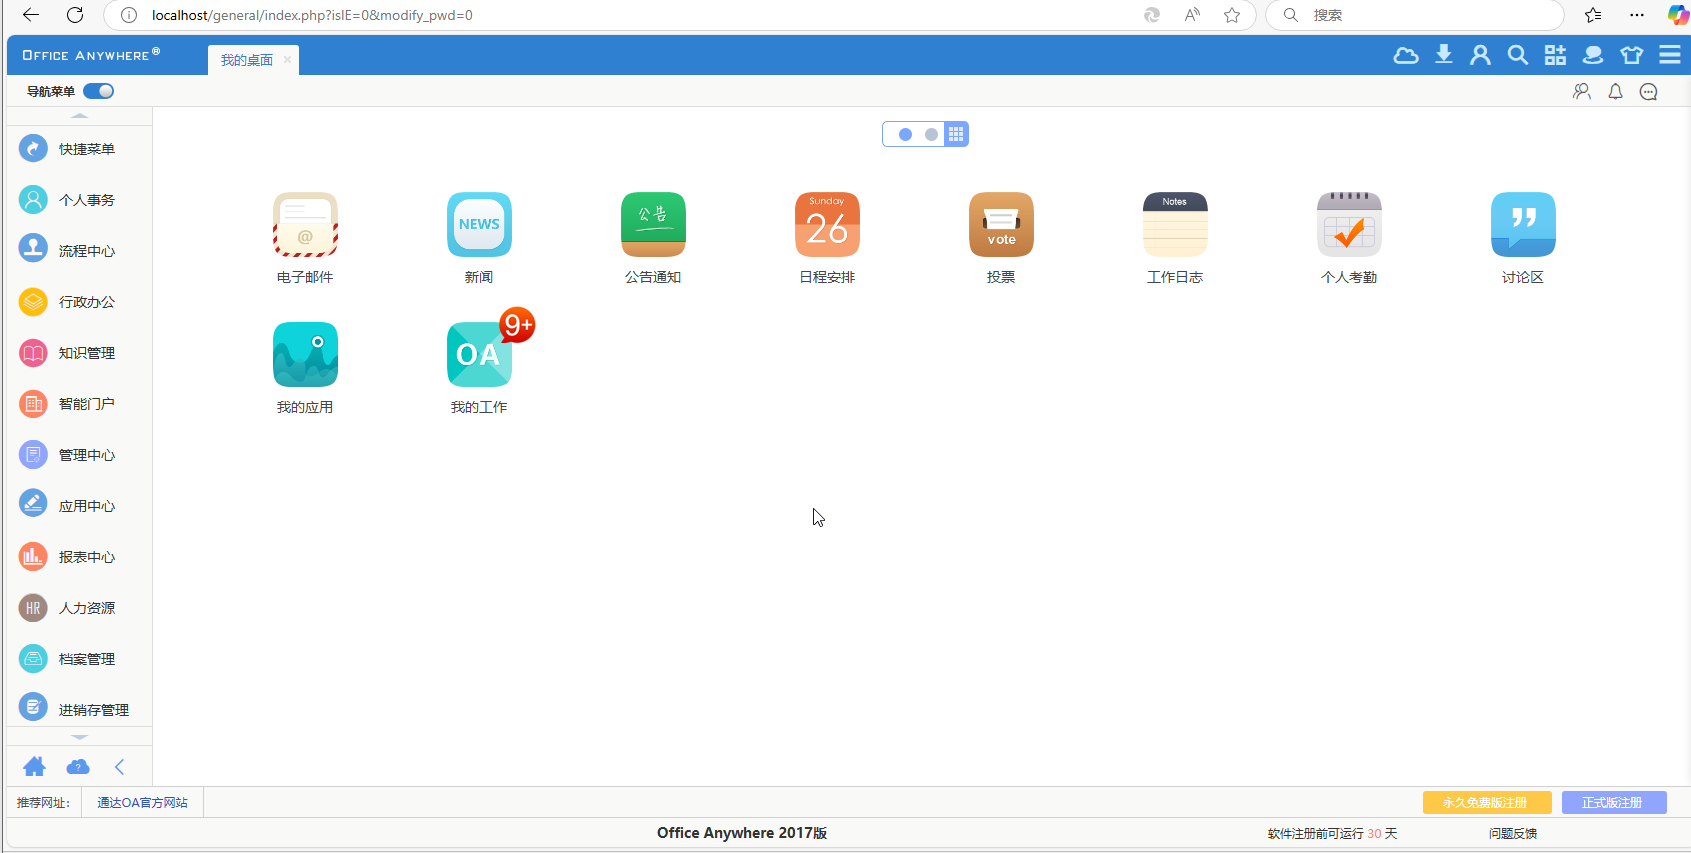 localhost/general/index.php?isIE=0&modify_pwd=0
搜索
OFFICE ANYWHERE®
我的桌面
导航菜单
快捷菜单
个人事务
流程中心
行政办公
知识管理
智能门户
管理中心
应用中心
报表中心
HR
人力资源
档案管理
进销存管理
@
电子邮件
NEWS
新闻
公告
公告通知
Sunday
26
日程安排
vote
投票
Notes
工作日志
个人考勤
讨论区
我的应用
OA
9+
我的工作
推荐网址:
通达OA官方网站
永久免费版注册
正式版注册
Office Anywhere 2017版
软件注册前可运行 30 天
问题反馈